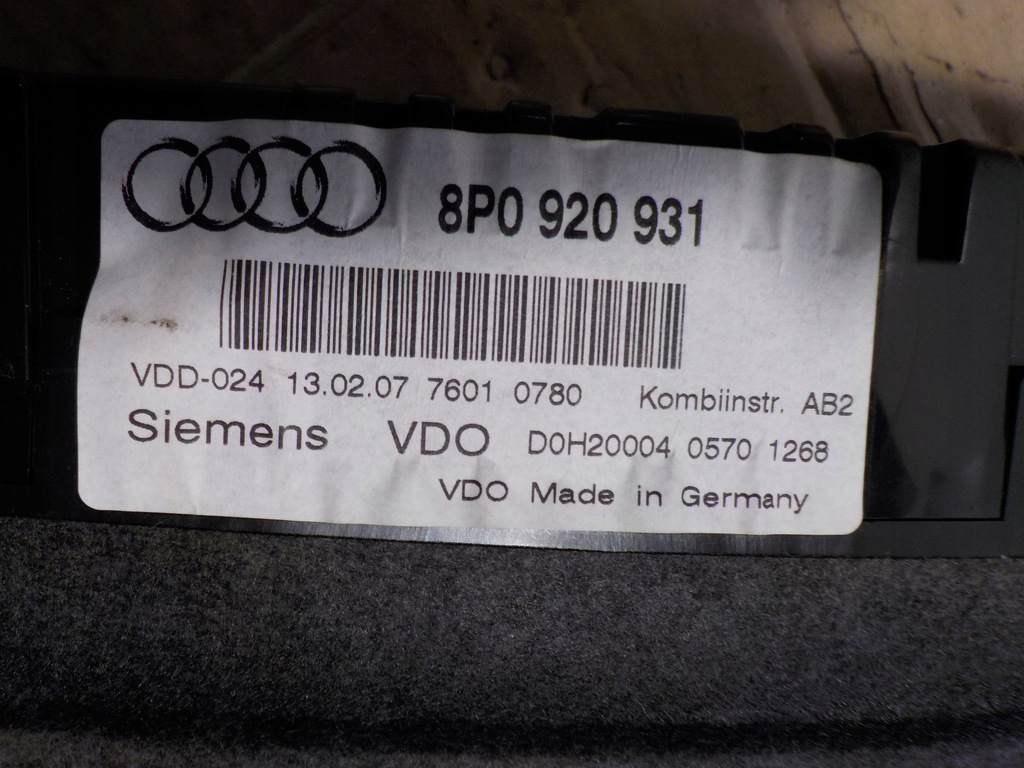 8P0 920 931
VDD-024 13.02.07 7601 0780 Kombiinstr. AB2
Siemens VDO D0H20004 0570 1268
VDO Made in Germany